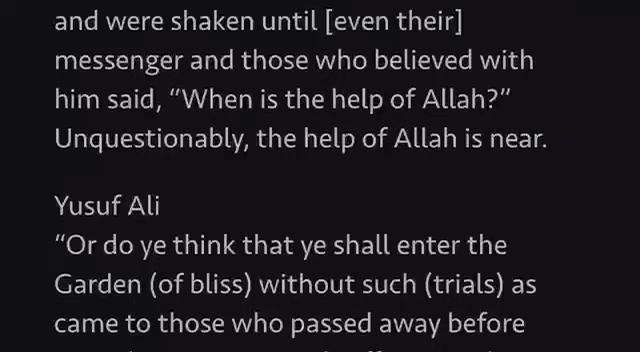 and were shaken until [even their]
messenger and those who believed with
him said, “When is the help of Allah?”
Unquestionably, the help of Allah is near.
Yusuf Ali
“Or do ye think that ye shall enter the
Garden (of bliss) without such (trials) as
came to those who passed away before